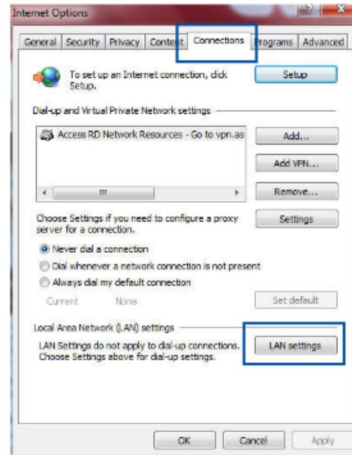 Internet Options
General Security Privacy Content Connections Programs Advanced
To set up an Internet connection, click
Setup.
Setup
Dial-up and Virtual Private Network settings
Access RD Network Resources - Go to vpn.as
Add...
Add VPN...
Remove...
Choose Settings if you need to configure a proxy
server for a connection.
Settings
Never dial a connection
Dial whenever a network connection is not present
Always dial my default connection
Current None
Set default
Local Area Network (LAN) settings
LAN Settings do not apply to dial-up connections.
Choose Settings above for dial-up settings.
LAN settings
OK Cancel Apply